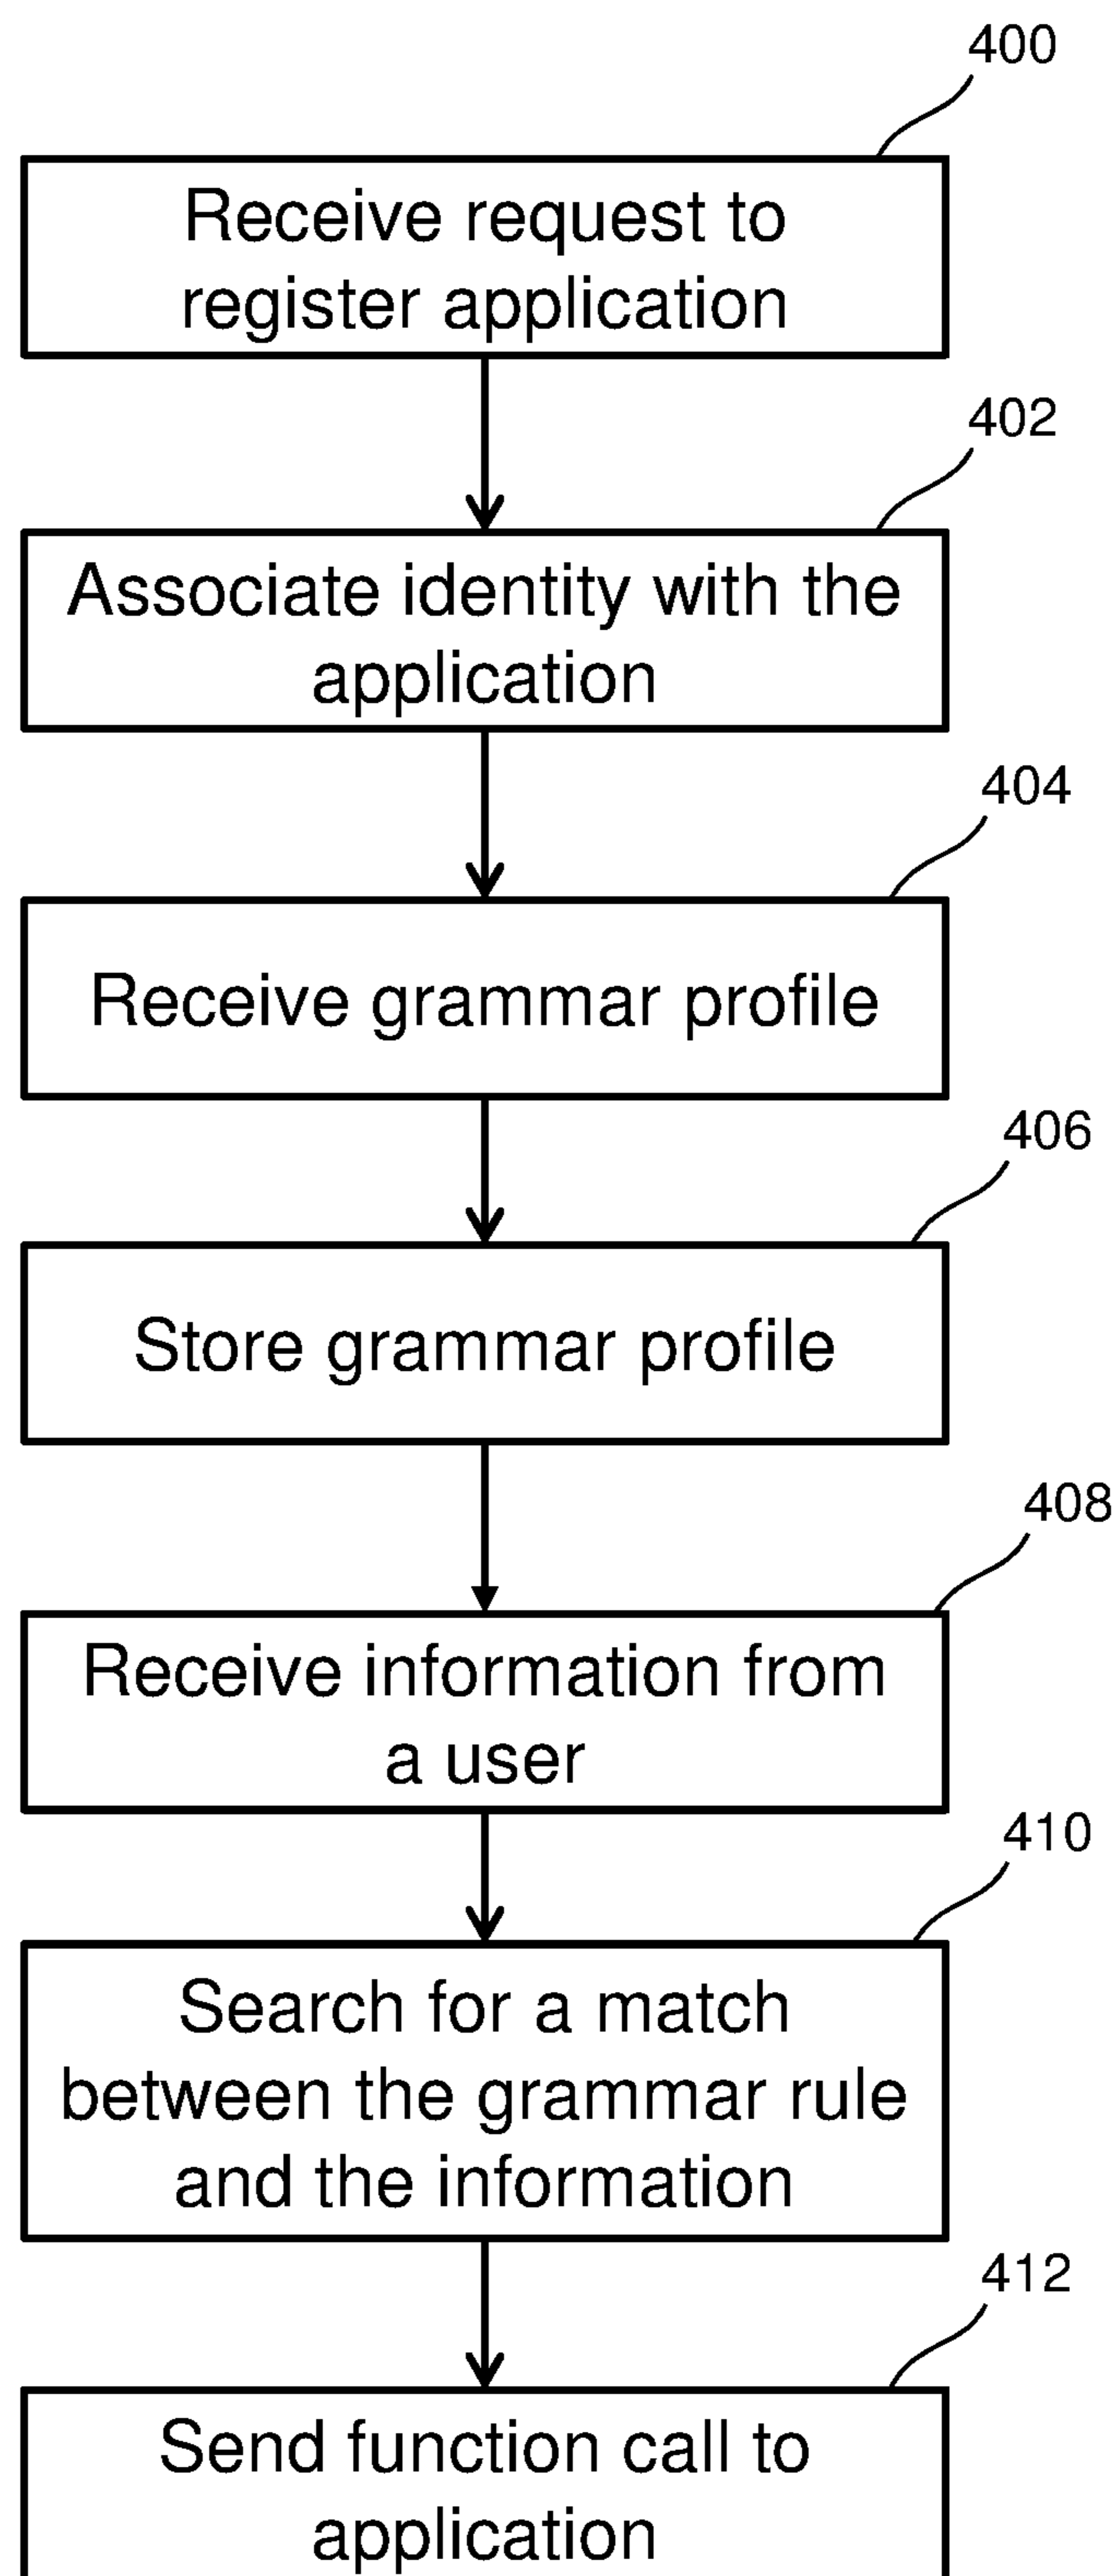 400
Receive request to
register application
402
Associate identity with the
application
404
Receive grammar profile
406
Store grammar profile
408
Receive information from
a user
410
Search for a match
between the grammar rule
and the information
412
Send function call to
application